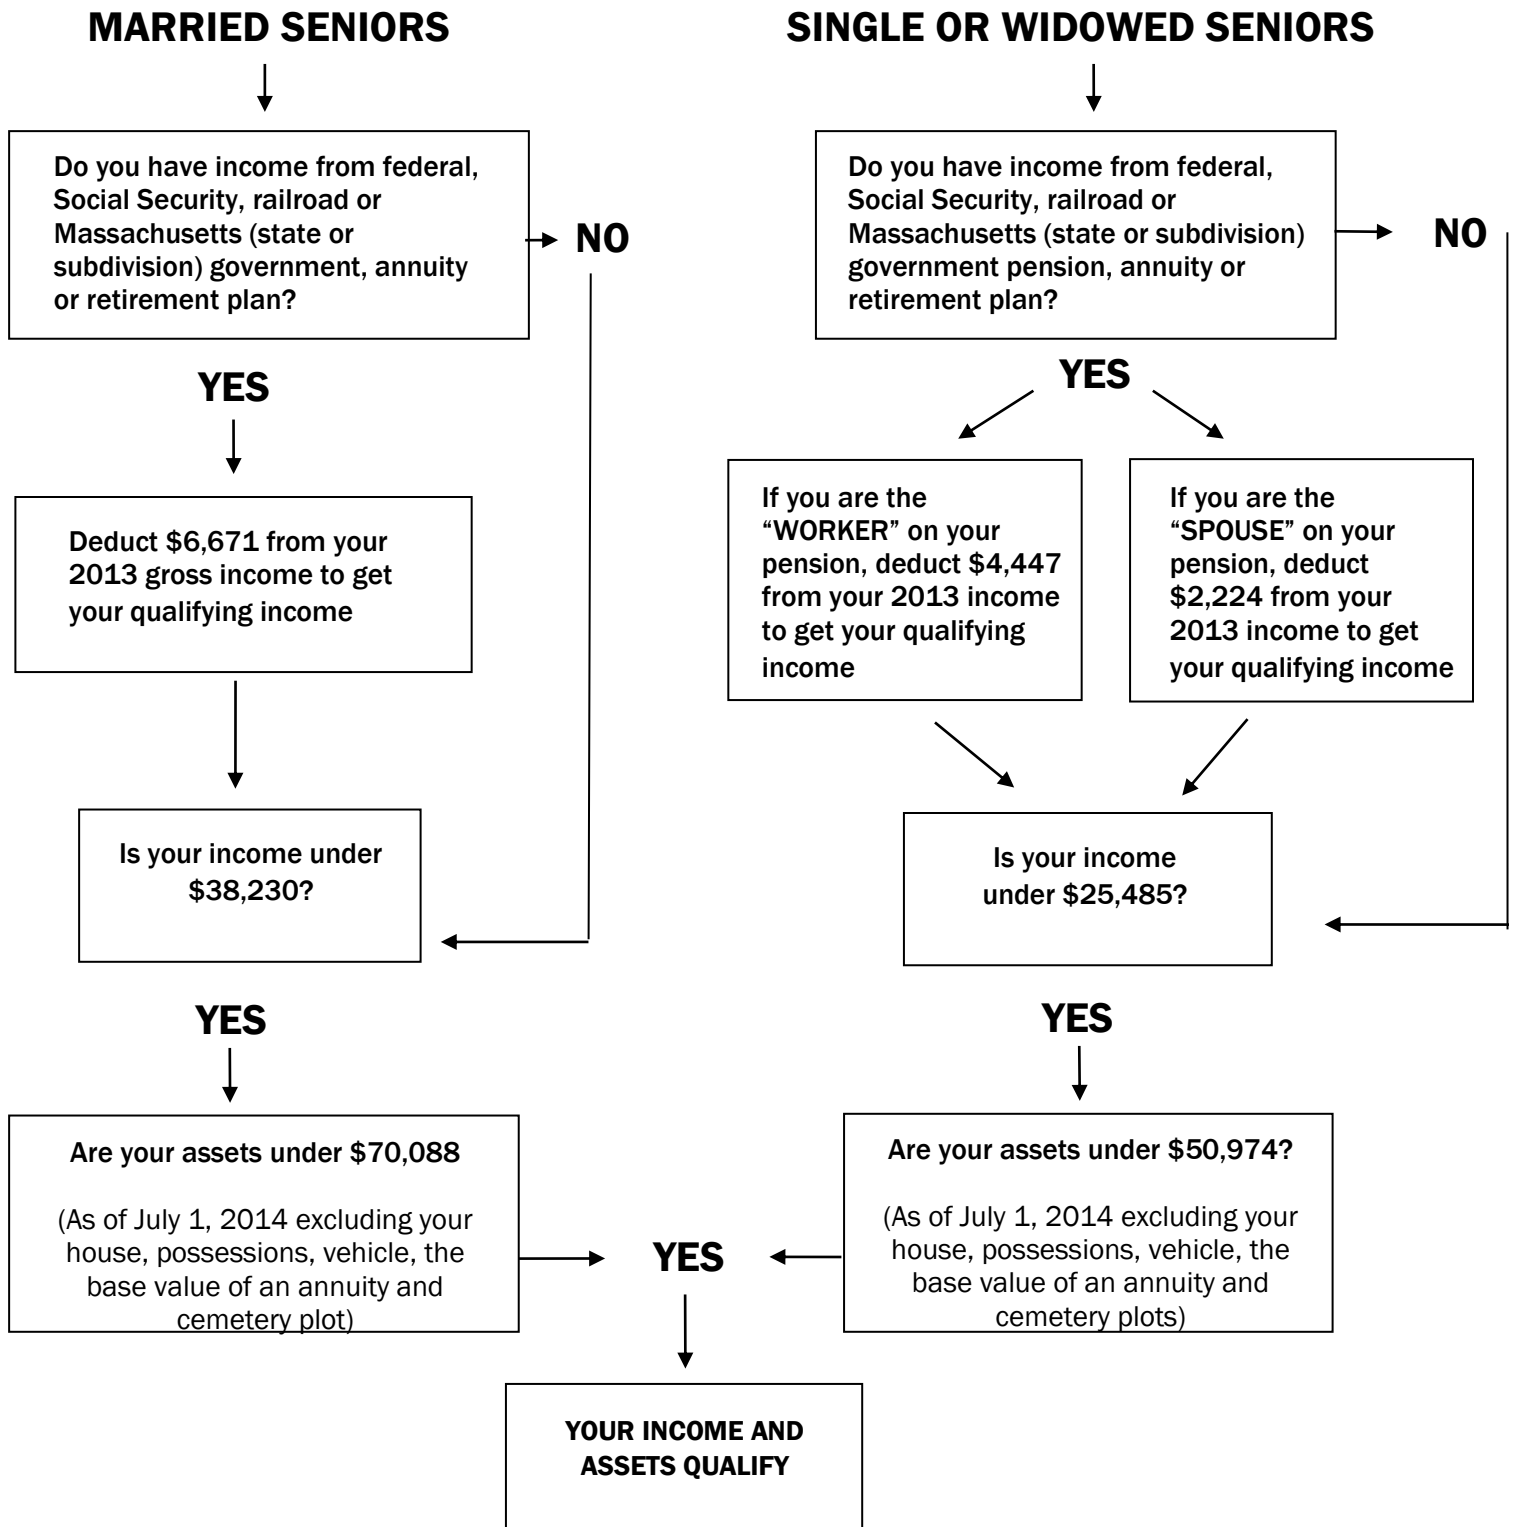 MARRIED SENIORS
Do you have income from federal,
Social Security, railroad or
Massachusetts (state or
subdivision) government, annuity
or retirement plan?
NO
YES
Deduct $6,671 from your
2013 gross income to get
your qualifying income
Is your income under
$38,230?
YES
Are your assets under $70,088
(As of July 1, 2014 excluding your
house, possessions, vehicle, the
base value of an annuity and
cemetery plot)
SINGLE OR WIDOWED SENIORS
Do you have income from federal,
Social Security, railroad or
Massachusetts (state or subdivision)
government pension, annuity or
retirement plan?
NO
YES
If you are the
“WORKER” on your
pension, deduct $4,447
from your 2013 income
to get your qualifying
income
If you are the
“SPOUSE” on your
pension, deduct
$2,224 from your
2013 income to get
your qualifying income
Is your income
under $25,485?
YES
Are your assets under $50,974?
(As of July 1, 2014 excluding your
house, possessions, vehicle, the
base value of an annuity and
cemetery plots)
YES
YOUR INCOME AND
ASSETS QUALIFY